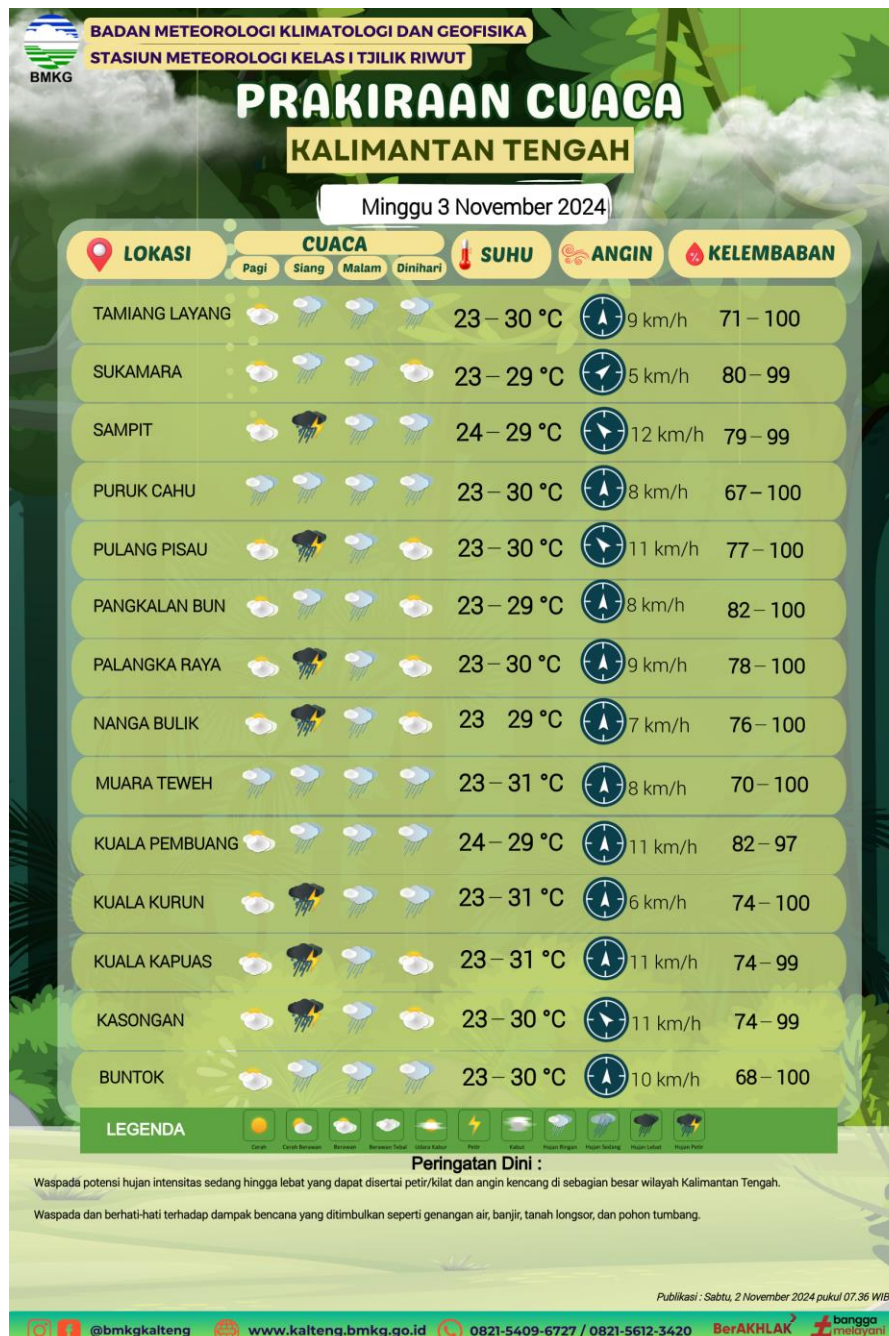 BADAN METEOROLOGI KLIMATOLOGI DAN GEOFISIKA
STASIUN METEOROLOGI KELAS I TJILIK RIWUT
BMKG
PRAKIRAAN CUACA
KALIMANTAN TENGAH
Minggu 3 November 2024
LOKASI CUACA SUHU ANGIN KELEMBABAN
Pagi Siang Malam Dinihari
TAMIANG LAYANG 23 – 30 °C 9 km/h 71 – 100
SUKAMARA 23 – 29 °C 5 km/h 80 – 99
SAMPIT 24 – 29 °C 12 km/h 79 – 99
PURUK CAHU 23 – 30 °C 8 km/h 67 – 100
PULANG PISAU 23 – 30 °C 11 km/h 77 – 100
PANGKALAN BUN 23 – 29 °C 8 km/h 82 – 100
PALANGKA RAYA 23 – 30 °C 9 km/h 78 – 100
NANGA BULIK 23 29 °C 7 km/h 76 – 100
MUARA TEWEH 23 – 31 °C 8 km/h 70 – 100
KUALA PEMBUANG 24 – 29 °C 11 km/h 82 – 97
KUALA KURUN 23 – 31 °C 6 km/h 74 – 100
KUALA KAPUAS 23 – 31 °C 11 km/h 74 – 99
KASONGAN 23 – 30 °C 11 km/h 74 – 99
BUNTOK 23 – 30 °C 10 km/h 68 – 100
LEGENDA
Cerah Cerah Berawan Berawan Berawan Tebal Udara Kabur Petir Kabut Hujan Ringan Hujan Sedang Hujan Lebat Hujan Petir
Peringatan Dini :
Waspada potensi hujan intensitas sedang hingga lebat yang dapat disertai petir/kilat dan angin kencang di sebagian besar wilayah Kalimantan Tengah.
Waspada dan berhati-hati terhadap dampak bencana yang ditimbulkan seperti genangan air, banjir, tanah longsor, dan pohon tumbang.
Publikasi : Sabtu, 2 November 2024 pukul 07.36 WIB
@bmkgkalteng www.kalteng.bmkg.go.id 0821-5409-6727 / 0821-5612-3420 BerAKHLAK bangga melayani